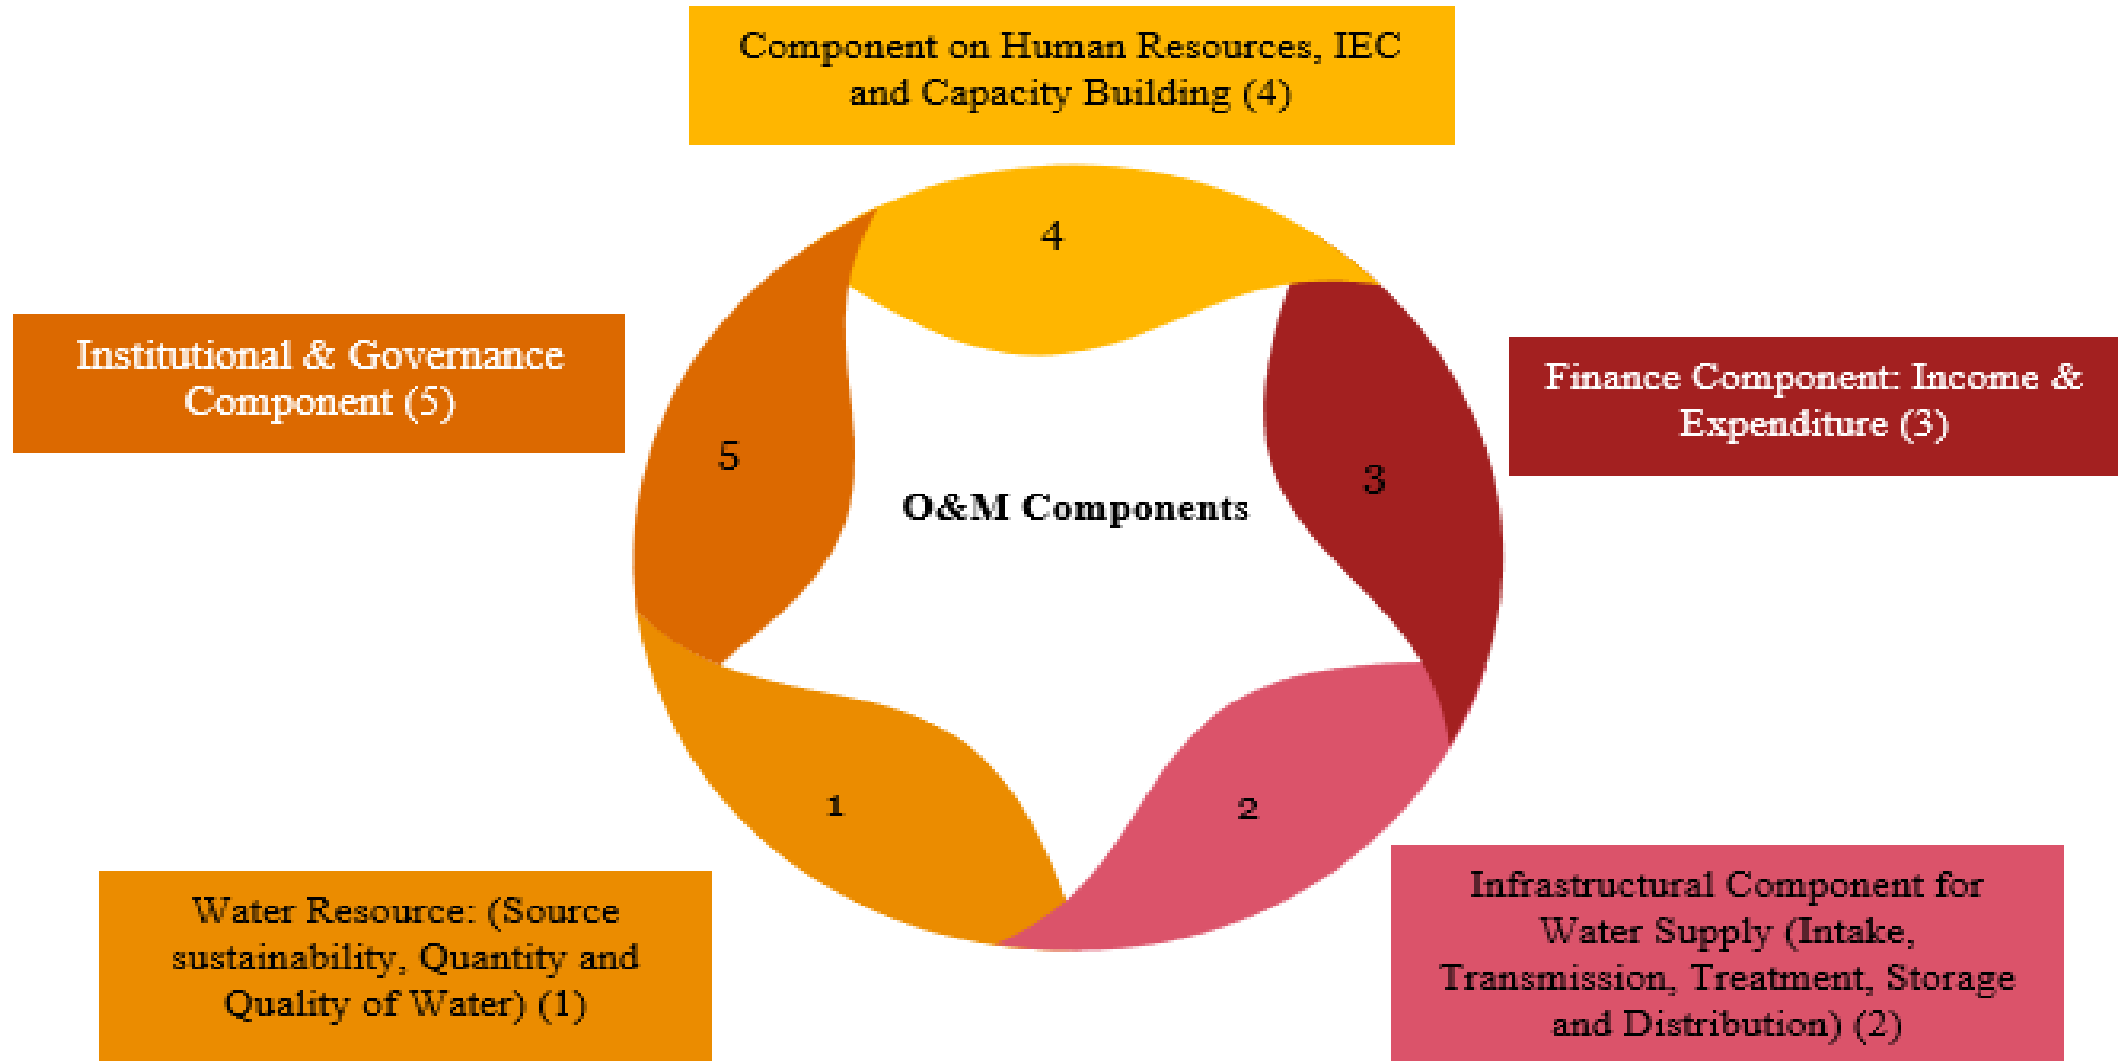 Component on Human Resources, IEC
and Capacity Building (4)
4
Institutional & Governance
Component (5)
Finance Component: Income &
Expenditure (3)
5
3
O&M Components
1
2
Water Resource: (Source
sustainability, Quantity and
Quality of Water) (1)
Infrastructural Component for
Water Supply (Intake,
Transmission, Treatment, Storage
and Distribution) (2)